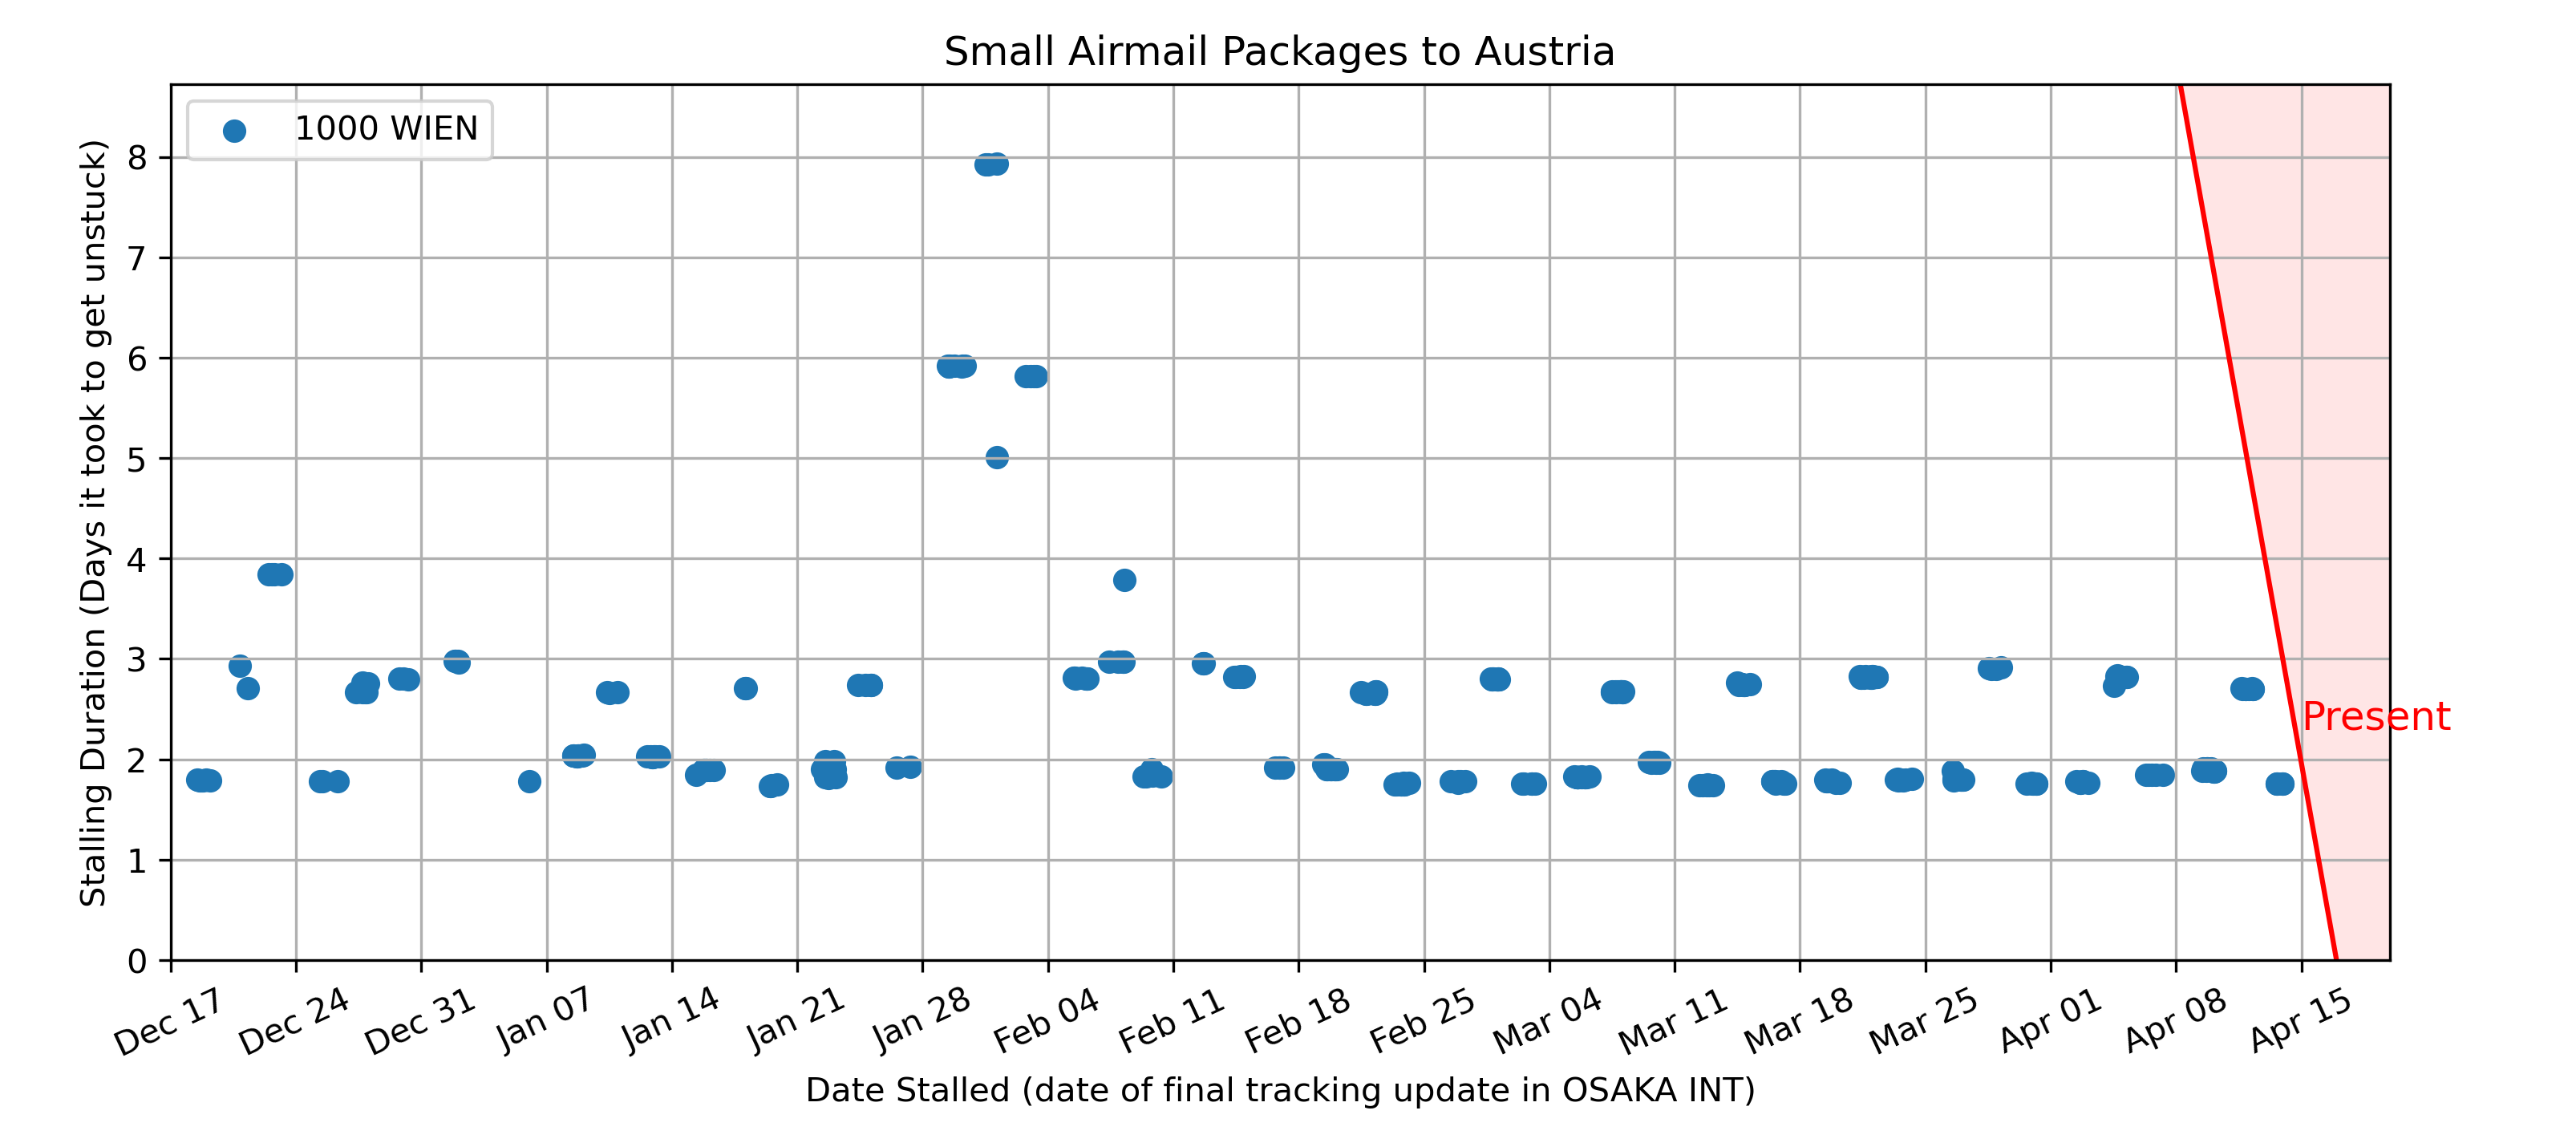 Small Airmail Packages to Austria
1000 WIEN
Stalling Duration (Days it took to get unstuck)
8
7
6
5
4
3
2
1
0
Present
Dec 17
Dec 24
Dec 31
Jan 07
Jan 14
Jan 21
Jan 28
Feb 04
Feb 11
Feb 18
Feb 25
Mar 04
Mar 11
Mar 18
Mar 25
Apr 01
Apr 08
Apr 15
Date Stalled (date of final tracking update in OSAKA INT)